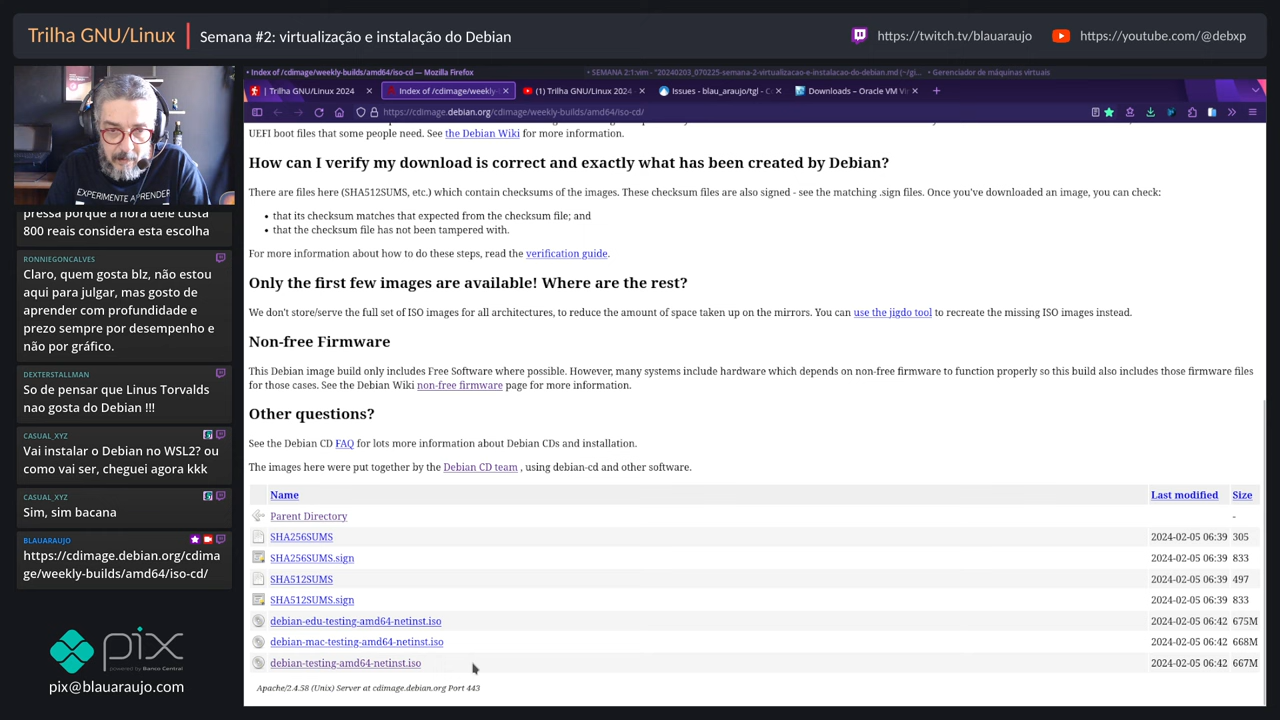 Trilha GNU/Linux
Semana #2: virtualização e instalação do Debian
https://twitch.tv/blauaraujo
https://youtube.com/@debxp
EXPERIMENTE APRENDER
pressa porque a hora dele custa
800 reais considera esta escolha
RONNIEGONCALVES
Claro, quem gosta blz, não estou
aqui para julgar, mas gosto de
aprender com profundidade e
prezo sempre por desempenho e
não por gráfico.
DEXTERSTALLMAN
So de pensar que Linus Torvalds
nao gosta do Debian !!!
CASUAL_XYZ
Vai instalar o Debian no WSL2? ou
como vai ser, cheguei agora kkk
CASUAL_XYZ
Sim, sim bacana
BLAUARAUJO
https://cdimage.debian.org/cdima
ge/weekly-builds/amd64/iso-cd/
pix
powered by Banco Central
pix@blauaraujo.com
• Index of /cdimage/weekly-builds/amd64/iso-cd — Mozilla Firefox
• SEMANA 2:1:vim - "20240203_070225-semana-2-virtualizacao-e-instalacao-do-debian.md (~/gi…
• Gerenciador de máquinas virtuais
| Trilha GNU/Linux 2024
Index of /cdimage/weekly-b
(1) Trilha GNU/Linux 2024
Issues - blau_araujo/tgl - Co
Downloads – Oracle VM Vir
https://cdimage.debian.org/cdimage/weekly-builds/amd64/iso-cd/
UEFI boot files that some people need. See the Debian Wiki for more information.
How can I verify my download is correct and exactly what has been created by Debian?
There are files here (SHA512SUMS, etc.) which contain checksums of the images. These checksum files are also signed - see the matching .sign files. Once you've downloaded an image, you can check:
• that its checksum matches that expected from the checksum file; and
• that the checksum file has not been tampered with.
For more information about how to do these steps, read the verification guide.
Only the first few images are available! Where are the rest?
We don't store/serve the full set of ISO images for all architectures, to reduce the amount of space taken up on the mirrors. You can use the jigdo tool to recreate the missing ISO images instead.
Non-free Firmware
This Debian image build only includes Free Software where possible. However, many systems include hardware which depends on non-free firmware to function properly so this build also includes those firmware files
for those cases. See the Debian Wiki non-free firmware page for more information.
Other questions?
See the Debian CD FAQ for lots more information about Debian CDs and installation.
The images here were put together by the Debian CD team , using debian-cd and other software.
Name Last modified Size
Parent Directory -
SHA256SUMS 2024-02-05 06:39 305
SHA256SUMS.sign 2024-02-05 06:39 833
SHA512SUMS 2024-02-05 06:39 497
SHA512SUMS.sign 2024-02-05 06:39 833
debian-edu-testing-amd64-netinst.iso 2024-02-05 06:42 675M
debian-mac-testing-amd64-netinst.iso 2024-02-05 06:42 668M
debian-testing-amd64-netinst.iso 2024-02-05 06:42 667M
Apache/2.4.58 (Unix) Server at cdimage.debian.org Port 443